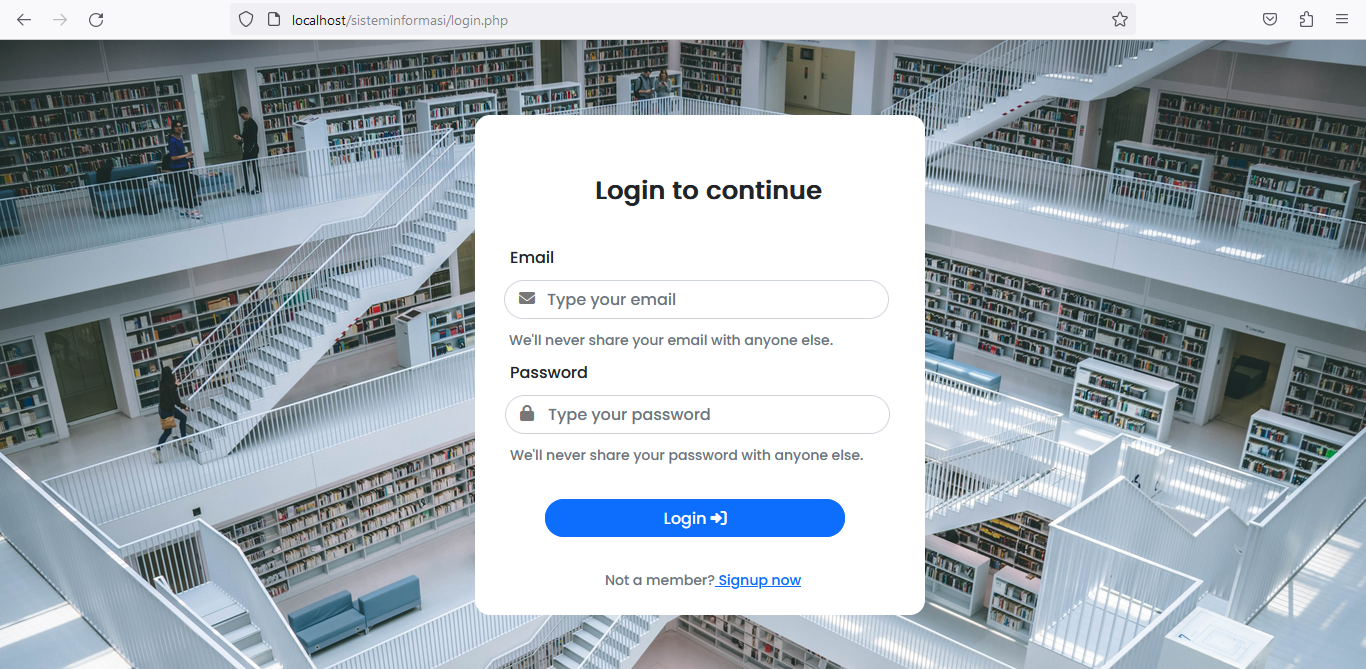 localhost/sisteminformasi/login.php
Login to continue
Email
Type your email
We'll never share your email with anyone else.
Password
Type your password
We'll never share your password with anyone else.
Login
Not a member? Signup now